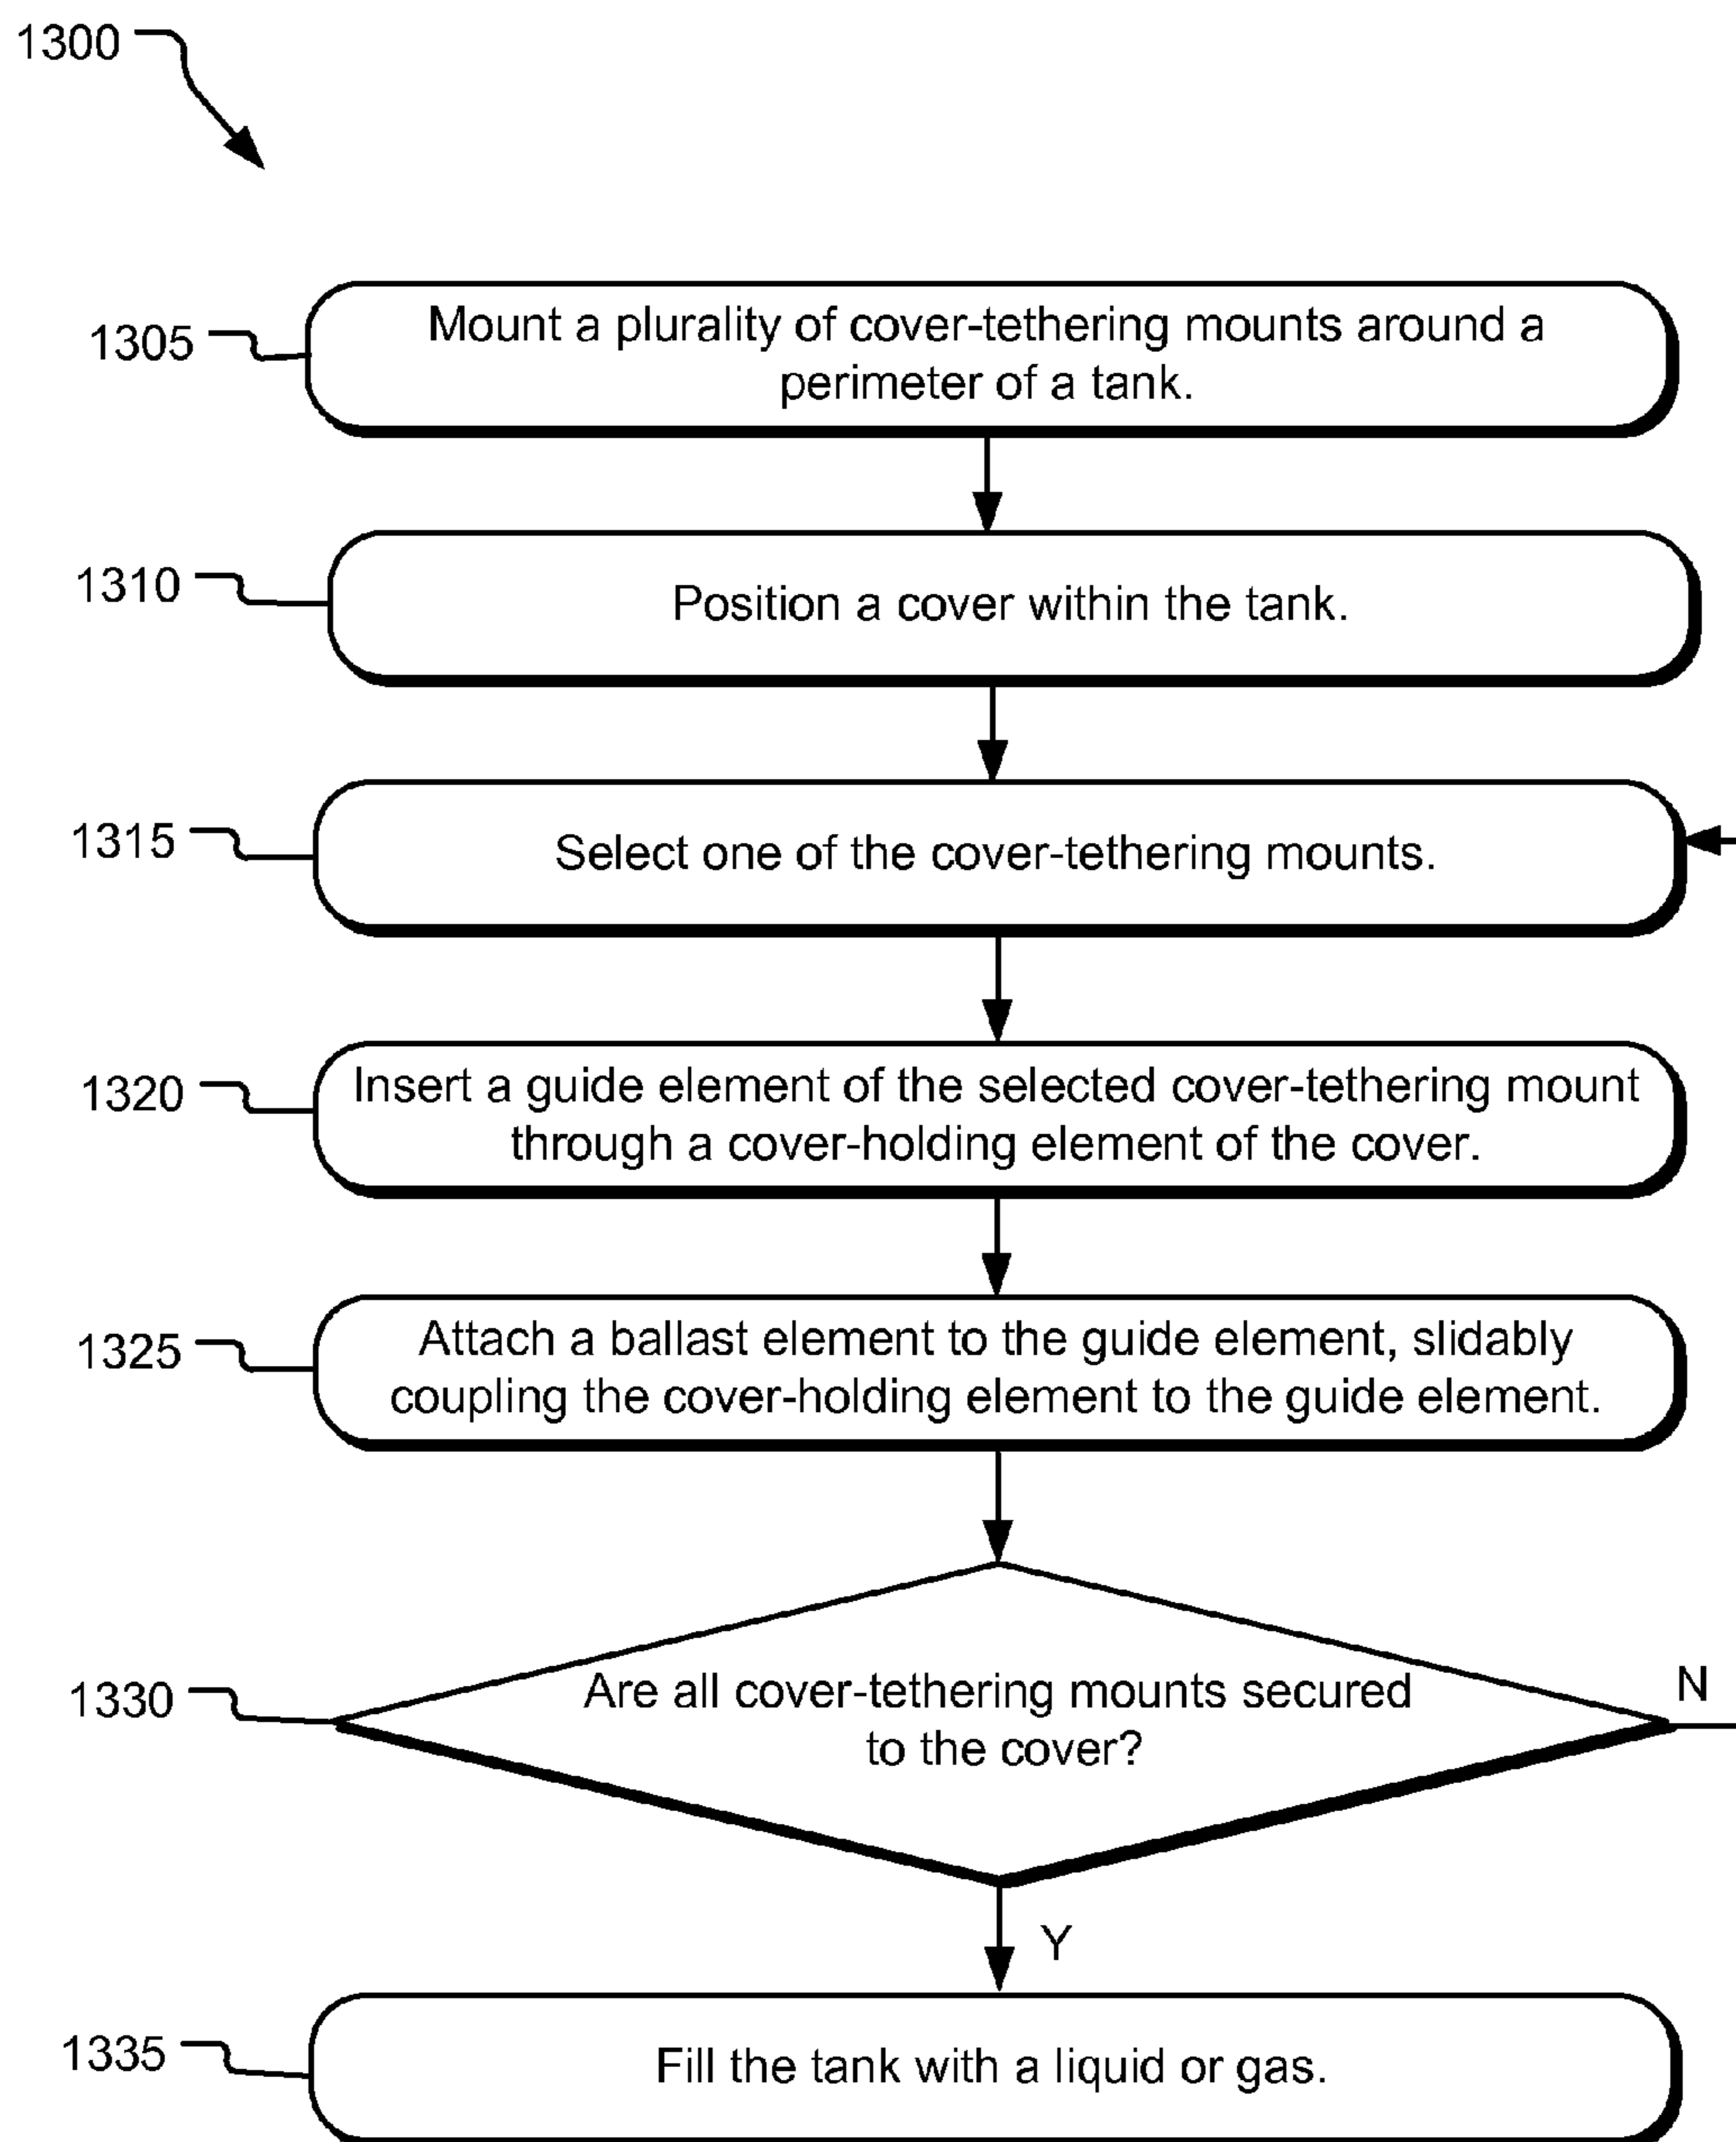 1300
1305
Mount a plurality of cover-tethering mounts around a
perimeter of a tank.
1310
Position a cover within the tank.
1315
Select one of the cover-tethering mounts.
1320
Insert a guide element of the selected cover-tethering mount
through a cover-holding element of the cover.
1325
Attach a ballast element to the guide element, slidably
coupling the cover-holding element to the guide element.
1330
Are all cover-tethering mounts secured
to the cover?
N
Y
1335
Fill the tank with a liquid or gas.